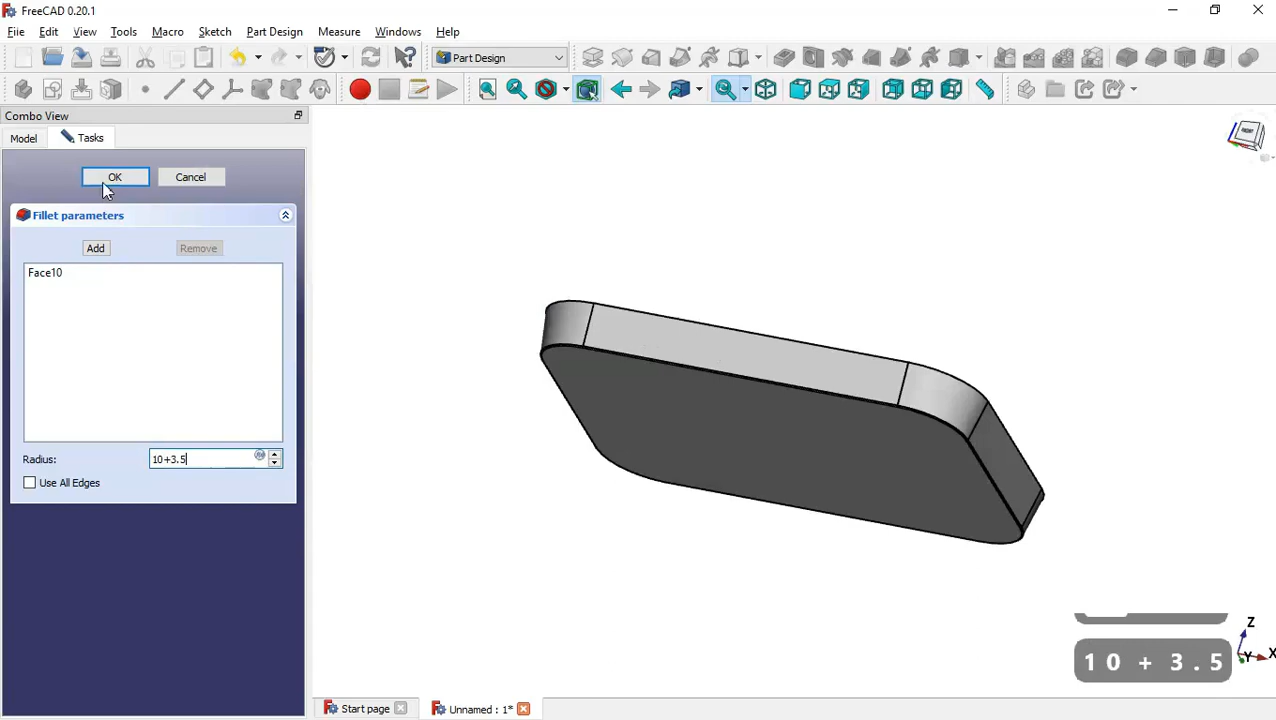 FreeCAD 0.20.1
File Edit View Tools Macro Sketch Part Design Measure Windows Help
Part Design
Combo View
Model Tasks
OK Cancel
Fillet parameters
Add Remove
Face10
Radius: 10+3.5
Use All Edges
FRONT
Z
Y X
10 + 3.5
Start page Unnamed : 1*